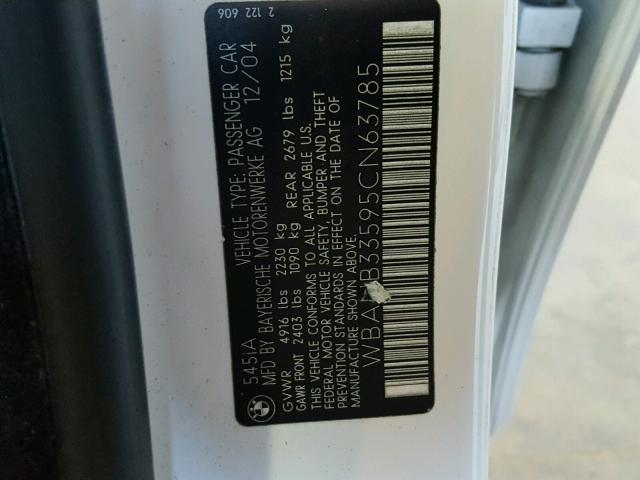 2 122 606
545iA VEHICLE TYPE: PASSENGER CAR
MFD BY BAYERISCHE MOTORENWERKE AG 12/04
GVWR 4916 lbs 2230 kg
GAWR FRONT 2403 lbs 1090 kg REAR 2679 lbs 1215 kg
THIS VEHICLE CONFORMS TO ALL APPLICABLE U.S.
FEDERAL MOTOR VEHICLE SAFETY, BUMPER AND THEFT
PREVENTION STANDARDS IN EFFECT ON THE DATE OF
MANUFACTURE SHOWN ABOVE.